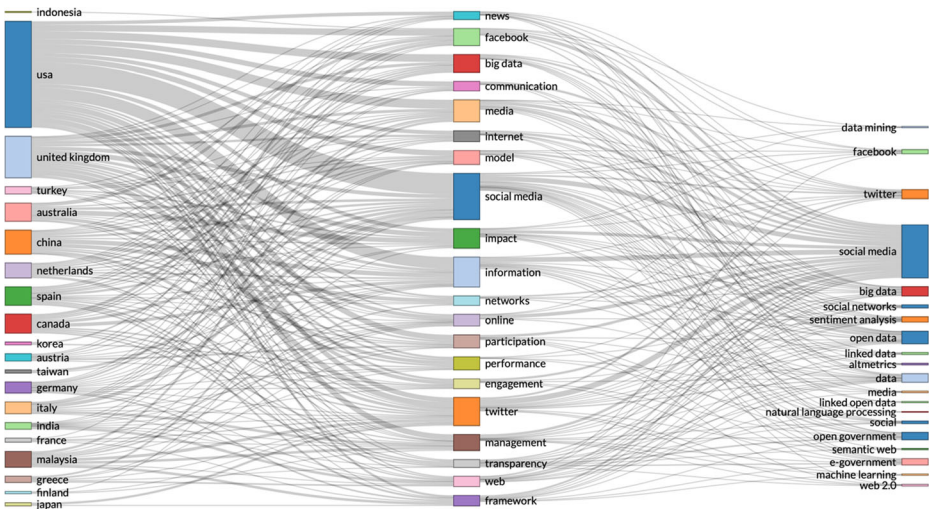 indonesia
usa
united kingdom
turkey
australia
china
netherlands
spain
canada
korea
austria
taiwan
germany
italy
india
france
malaysia
greece
finland
japan
news
facebook
big data
communication
media
internet
model
social media
impact
information
networks
online
participation
performance
engagement
twitter
management
transparency
web
framework
data mining
facebook
twitter
social media
big data
social networks
sentiment analysis
open data
linked data
altmetrics
data
media
linked open data
natural language processing
social
open government
semantic web
e-government
machine learning
web 2.0